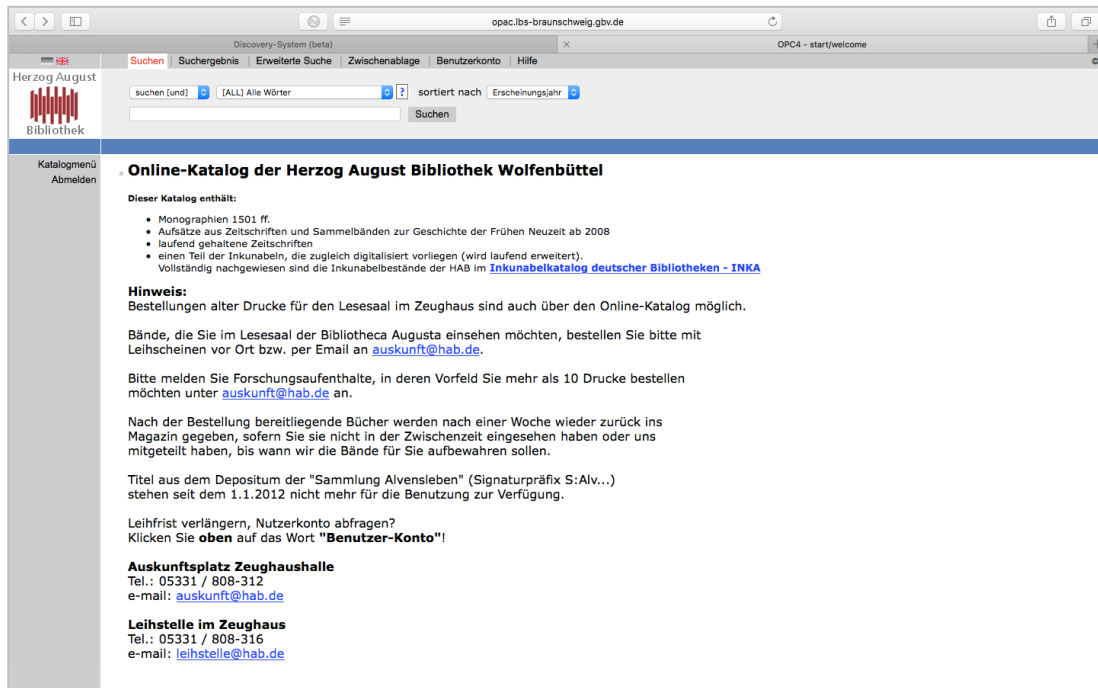 opac.lbs-braunschweig.gbv.de
Discovery-System (beta)
OPC4 - start/welcome
Suchen | Suchergebnis | Erweiterte Suche | Zwischenablage | Benutzerkonto | Hilfe
Herzog August
Bibliothek
suchen [und] [ALL] Alle Wörter ? sortiert nach Erscheinungsjahr
Suchen
Katalogmenü
Abmelden
Online-Katalog der Herzog August Bibliothek Wolfenbüttel
Dieser Katalog enthält:
• Monographien 1501 ff.
• Aufsätze aus Zeitschriften und Sammelbänden zur Geschichte der Frühen Neuzeit ab 2008
• laufend gehaltene Zeitschriften
• einen Teil der Inkunabeln, die zugleich digitalisiert vorliegen (wird laufend erweitert).
Vollständig nachgewiesen sind die Inkunabelbestände der HAB im Inkunabelkatalog deutscher Bibliotheken - INKA
Hinweis:
Bestellungen alter Drucke für den Lesesaal im Zeughaus sind auch über den Online-Katalog möglich.
Bände, die Sie im Lesesaal der Bibliotheca Augusta einsehen möchten, bestellen Sie bitte mit
Leihscheinen vor Ort bzw. per Email an auskunft@hab.de.
Bitte melden Sie Forschungsaufenthalte, in deren Vorfeld Sie mehr als 10 Drucke bestellen
möchten unter auskunft@hab.de an.
Nach der Bestellung bereitliegende Bücher werden nach einer Woche wieder zurück ins
Magazin gegeben, sofern Sie sie nicht in der Zwischenzeit eingesehen haben oder uns
mitgeteilt haben, bis wann wir die Bände für Sie aufbewahren sollen.
Titel aus dem Depositum der "Sammlung Alvensleben" (Signaturpräfix S:Alv...)
stehen seit dem 1.1.2012 nicht mehr für die Benutzung zur Verfügung.
Leihfrist verlängern, Nutzerkonto abfragen?
Klicken Sie oben auf das Wort "Benutzer-Konto"!
Auskunftsplatz Zeughaushalle
Tel.: 05331 / 808-312
e-mail: auskunft@hab.de
Leihstelle im Zeughaus
Tel.: 05331 / 808-316
e-mail: leihstelle@hab.de